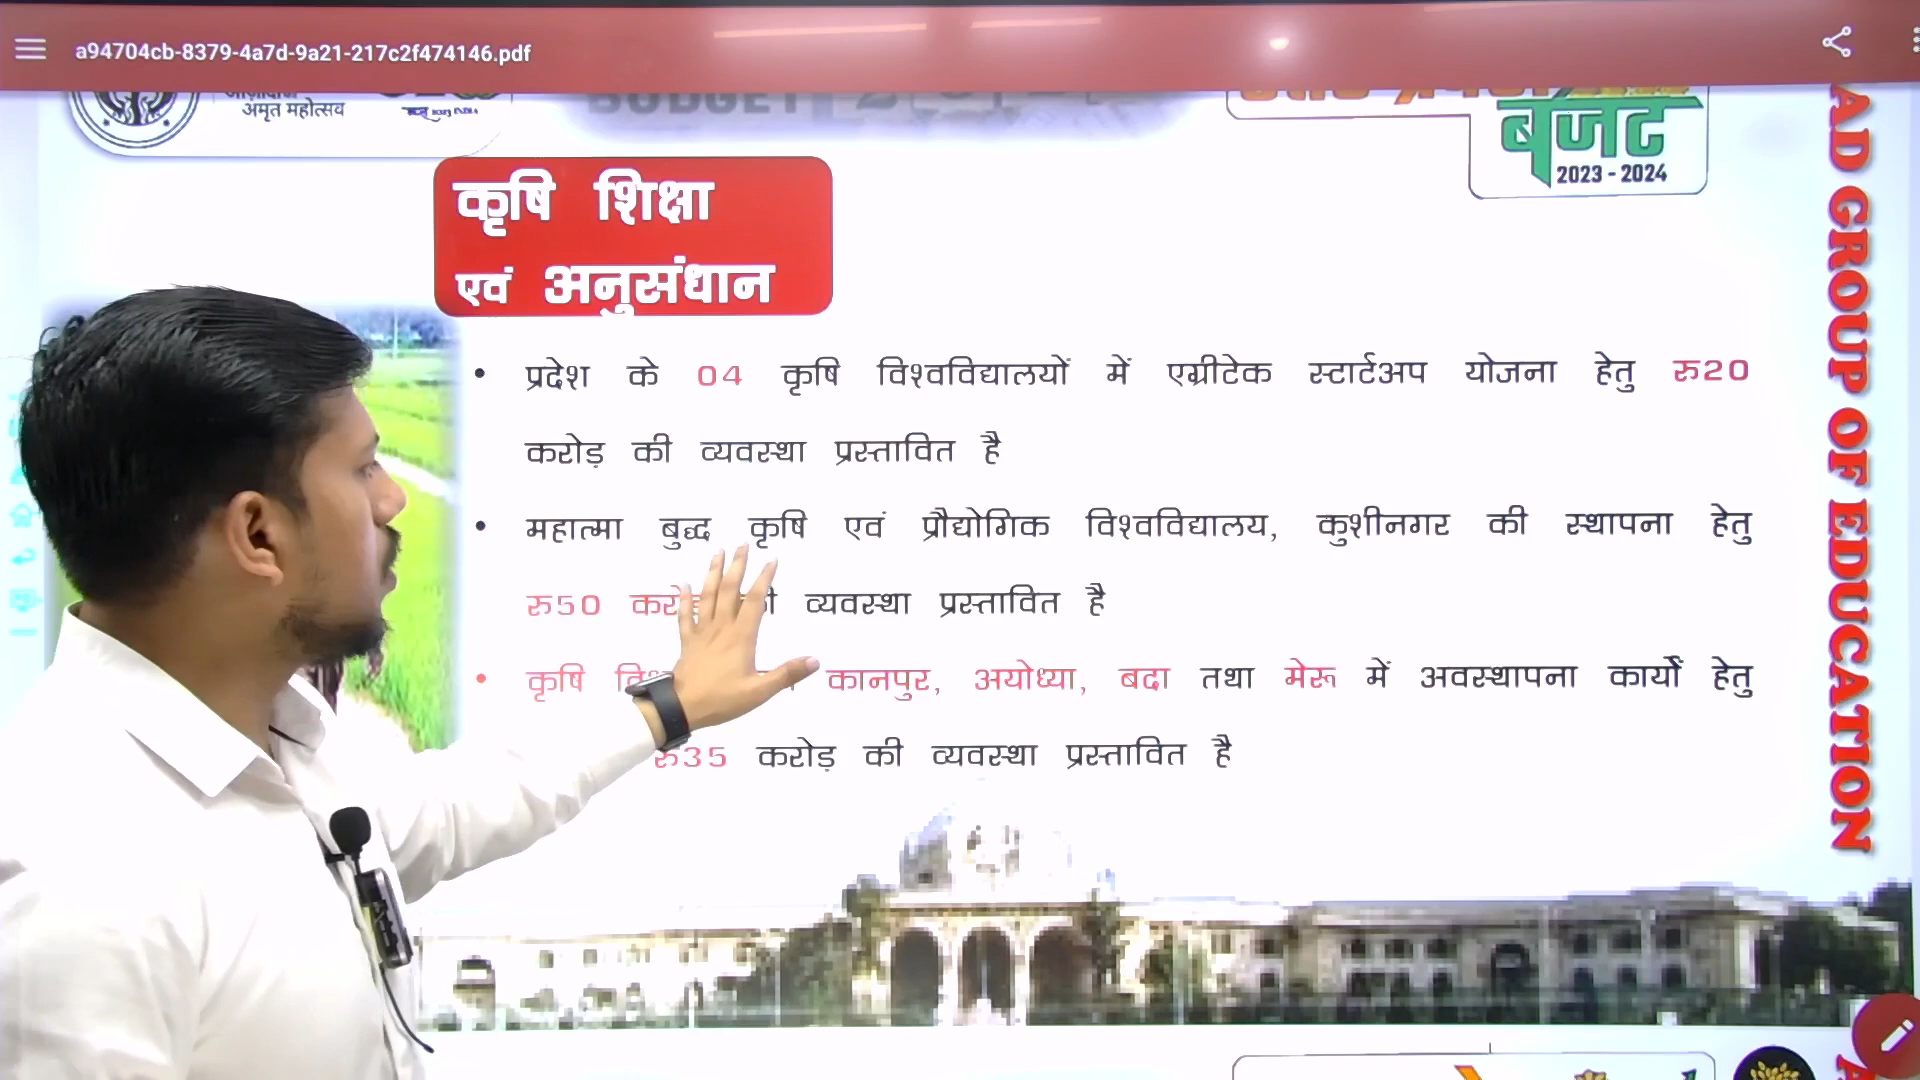 a94704cb-8379-4a7d-9a21-217c2f474146.pdf
अमृत महोत्सव
BUDGET
बजट
2023 - 2024
कृषि शिक्षा
एवं अनुसंधान
• प्रदेश के 04 कृषि विश्वविद्यालयों में एग्रीटेक स्टार्टअप योजना हेतु रु20
करोड़ की व्यवस्था प्रस्तावित है
• महात्मा बुद्ध कृषि एवं प्रौद्योगिक विश्वविद्यालय, कुशीनगर की स्थापना हेतु
रु50 करोड़ की व्यवस्था प्रस्तावित है
• कृषि कानपुर, अयोध्या, बदा तथा मेरू में अवस्थापना कार्यों हेतु
रु35 करोड़ की व्यवस्था प्रस्तावित है
AD GROUP OF EDUCATION